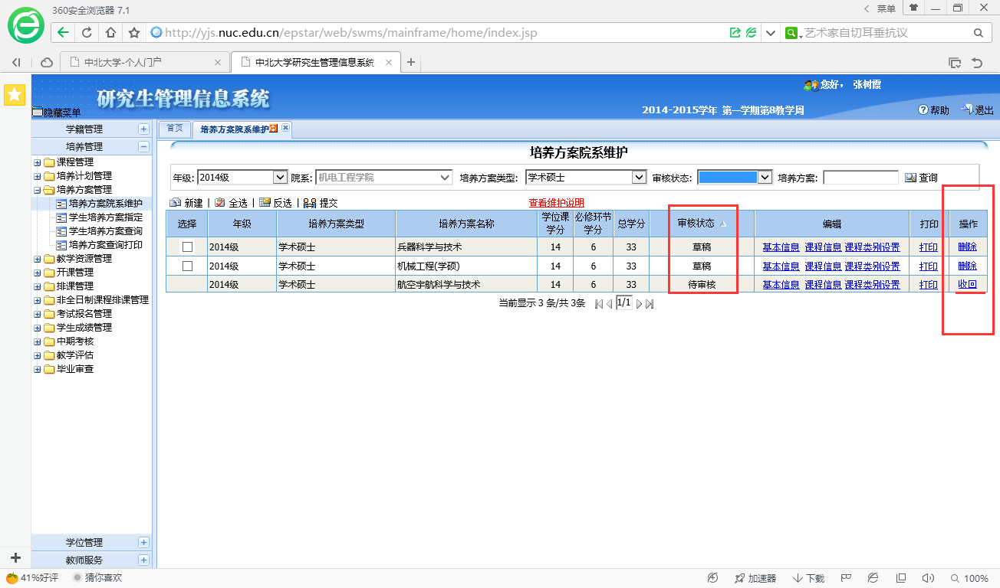 360安全浏览器 7.1
菜单
http://yjs.nuc.edu.cn/epstar/web/swms/mainframe/home/index.jsp
艺术家自切耳垂抗议
中北大学-个人门户
中北大学研究生管理信息系统
研究生管理信息系统
您好， 张树霞
隐藏菜单
2014-2015学年 第一学期第8教学周
帮助
退出
学籍管理
培养管理
课程管理
培养计划管理
培养方案管理
培养方案院系维护
学生培养方案指定
学生培养方案查询
培养方案查询打印
教学资源管理
开课管理
排课管理
非全日制课程排课管理
考试报名管理
学生成绩管理
中期考核
教学评估
毕业审查
学位管理
教师服务
首页
培养方案院系维护
培养方案院系维护
年级: 2014级 院系: 机电工程学院 培养方案类型: 学术硕士 审核状态: 培养方案: 查询
新建 | 全选 | 反选 | 提交
查看维护说明
选择 年级 培养方案类型 培养方案名称 学位课学分 必修环节学分 总学分 审核状态 编辑 打印 操作
2014级 学术硕士 兵器科学与技术 14 6 33 草稿 基本信息 课程信息 课程类别设置 打印 删除
2014级 学术硕士 机械工程(学硕) 14 6 33 草稿 基本信息 课程信息 课程类别设置 打印 删除
2014级 学术硕士 航空宇航科学与技术 14 6 33 待审核 基本信息 课程信息 课程类别设置 打印 收回
当前显示 3 条/共 3条 1/1
41%好评
猜你喜欢
加速器
下载
100%